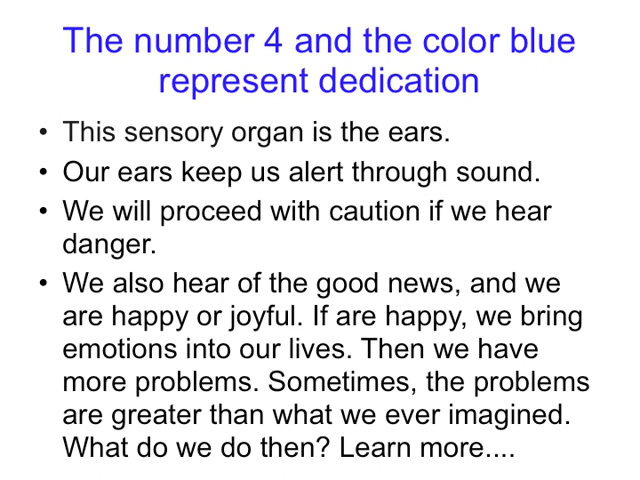 The number 4 and the color blue
represent dedication
• This sensory organ is the ears.
• Our ears keep us alert through sound.
• We will proceed with caution if we hear
danger.
• We also hear of the good news, and we
are happy or joyful. If are happy, we bring
emotions into our lives. Then we have
more problems. Sometimes, the problems
are greater than what we ever imagined.
What do we do then? Learn more....